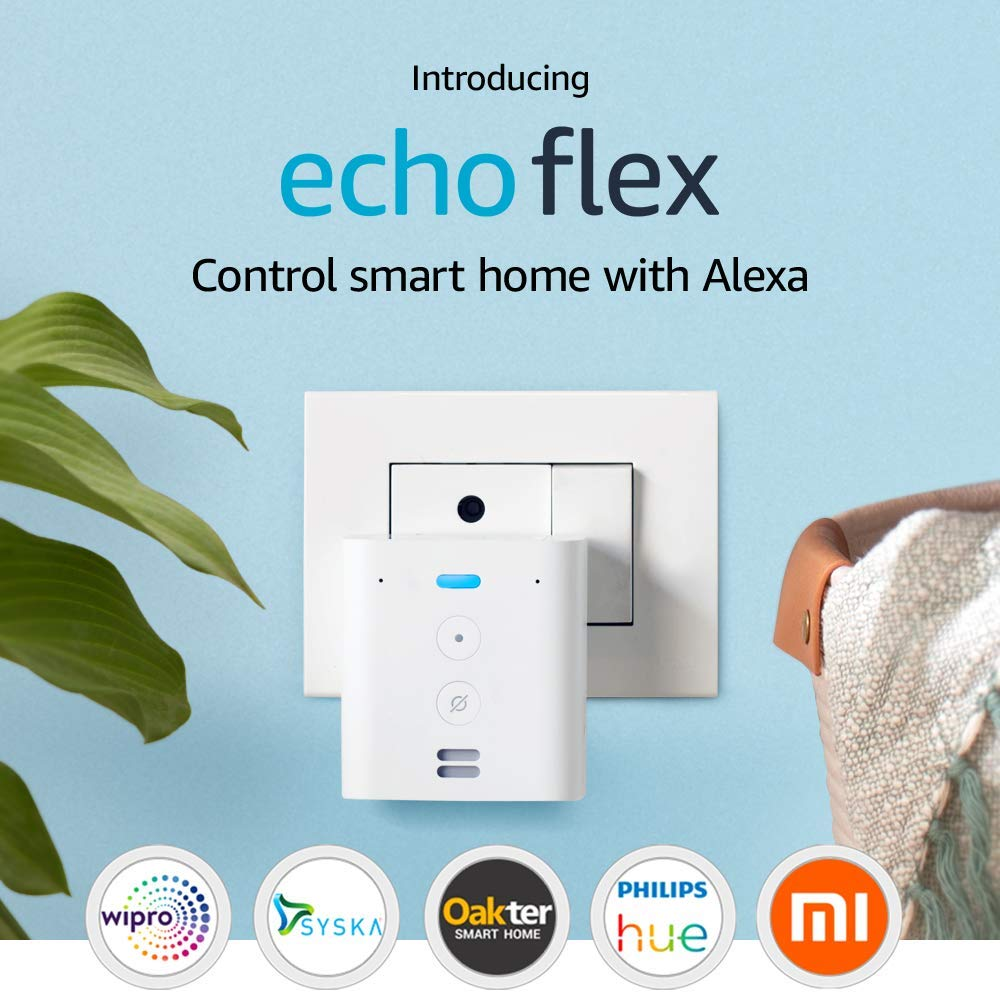 Introducing
echo flex
Control smart home with Alexa
wipro
SYSKA
Oakter
SMART HOME
PHILIPS
hue
mi